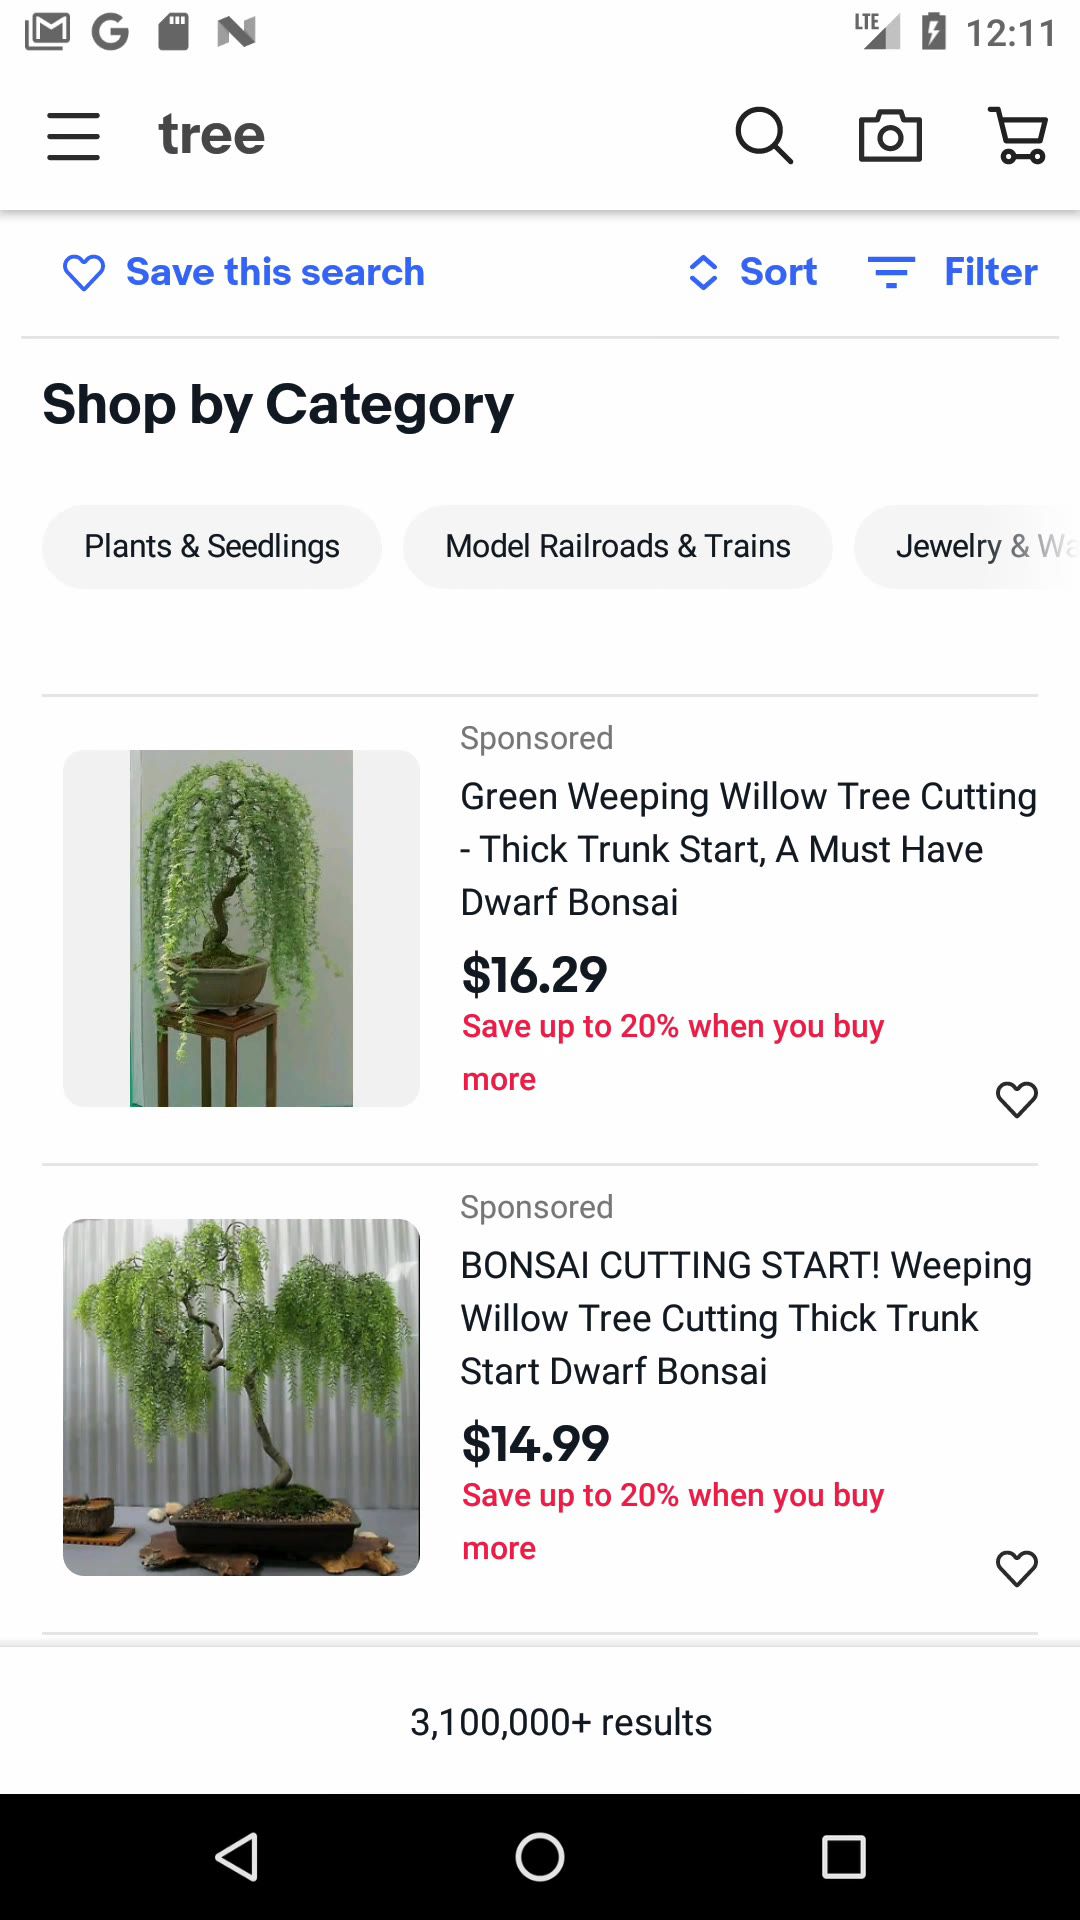 LTE 12:11
tree
Save this search Sort Filter
Shop by Category
Plants & Seedlings Model Railroads & Trains Jewelry & Wa
Sponsored
Green Weeping Willow Tree Cutting
- Thick Trunk Start, A Must Have
Dwarf Bonsai
$16.29
Save up to 20% when you buy
more
Sponsored
BONSAI CUTTING START! Weeping
Willow Tree Cutting Thick Trunk
Start Dwarf Bonsai
$14.99
Save up to 20% when you buy
more
3,100,000+ results